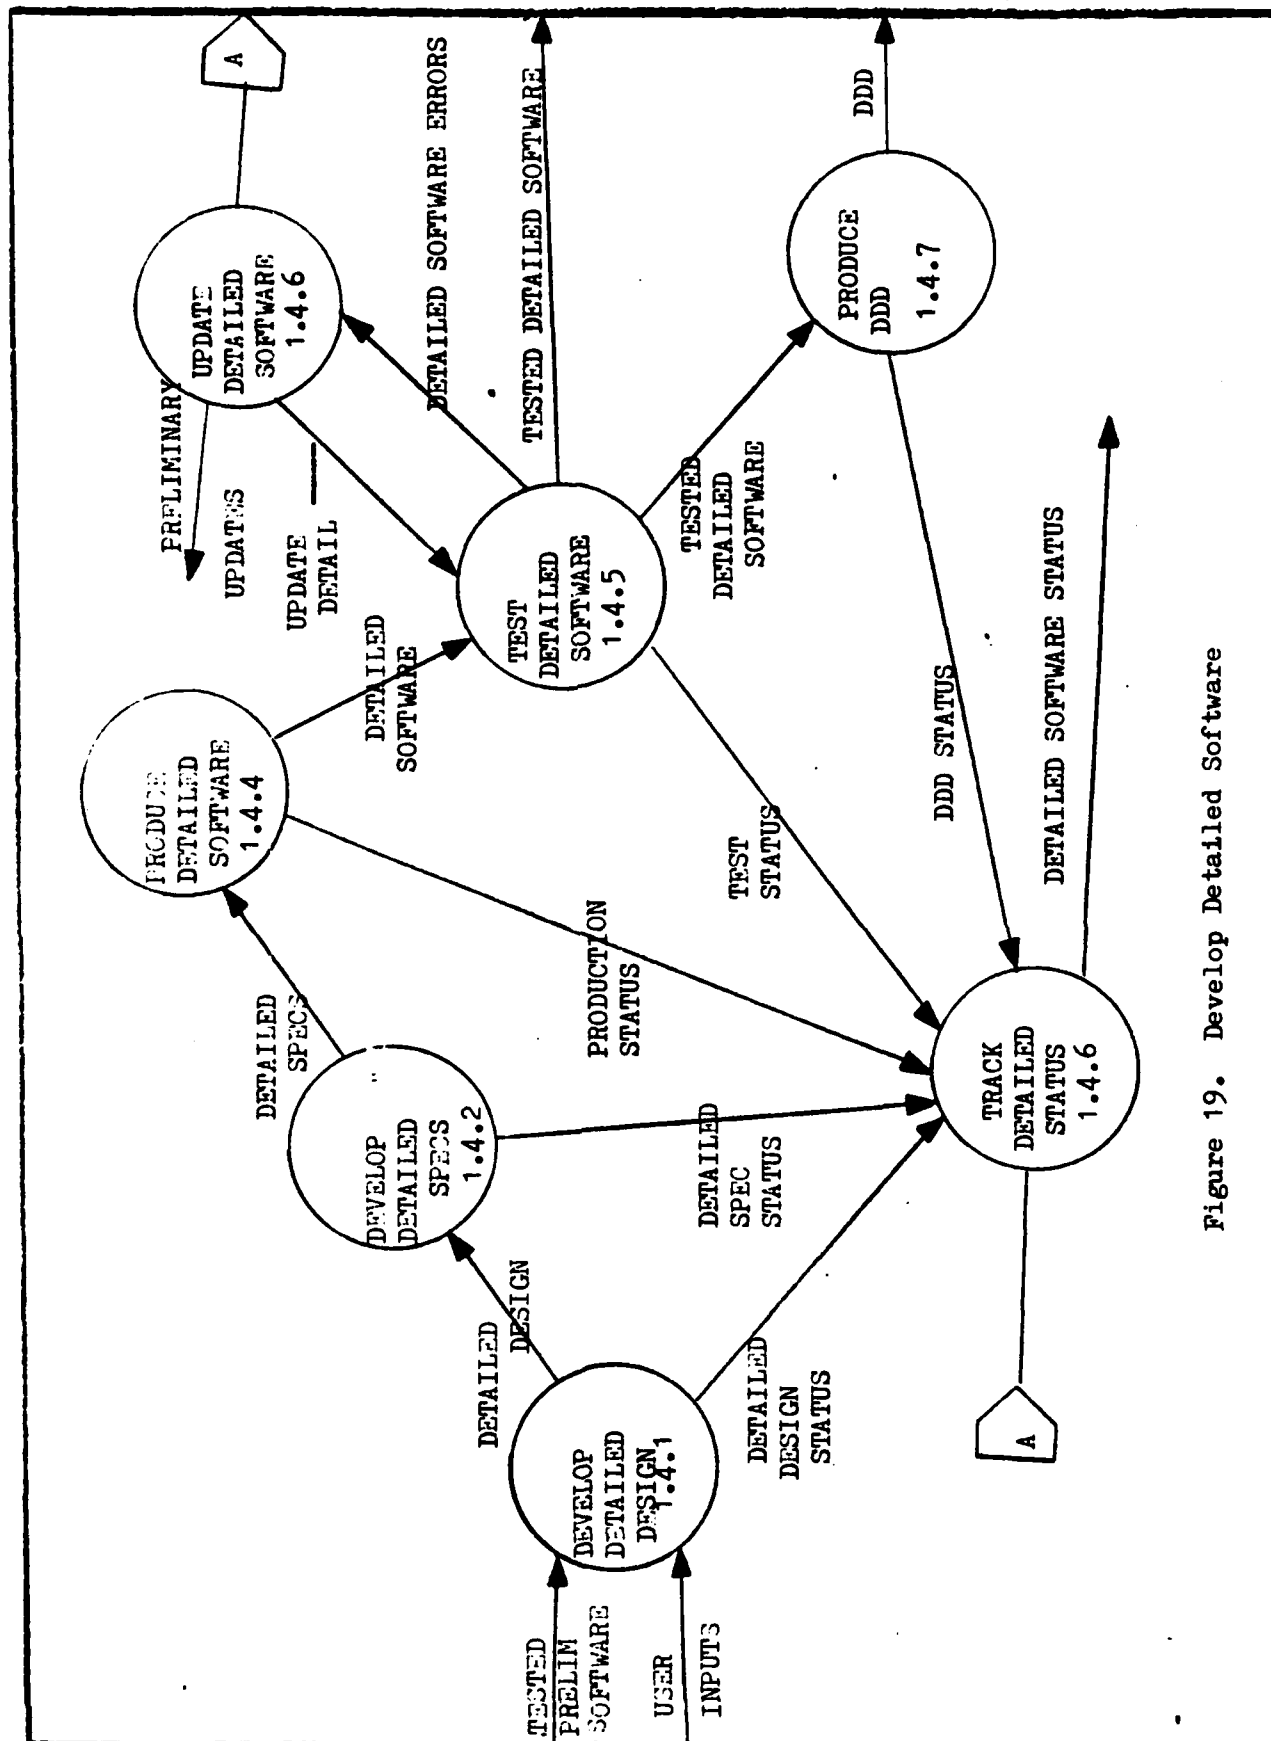 TESTED
PRELIM
SOFTWARE
USER
INPUTS
DEVELOP
DETAILED
DESIGN
1.4.1
DETAILED
DESIGN
DETAILED
DESIGN
STATUS
A
DEVELOP
DETAILED
SPECS
1.4.2
DETAILED
SPECS
DETAILED
SPEC
STATUS
TRACK
DETAILED
STATUS
1.4.6
PRODUCE
DETAILED
SOFTWARE
1.4.4
PRODUCTION
STATUS
DETAILED
SOFTWARE
TEST
STATUS
DDD STATUS
DETAILED SOFTWARE STATUS
TEST
DETAILED
SOFTWARE
1.4.5
PRELIMINARY
UPDATES
UPDATE
DETAIL
UPDATE
DETAILED
SOFTWARE
1.4.6
A
DETAILED SOFTWARE ERRORS
TESTED DETAILED SOFTWARE
TESTED
DETAILED
SOFTWARE
PRODUCE
DDD
1.4.7
DDD
Figure 19. Develop Detailed Software